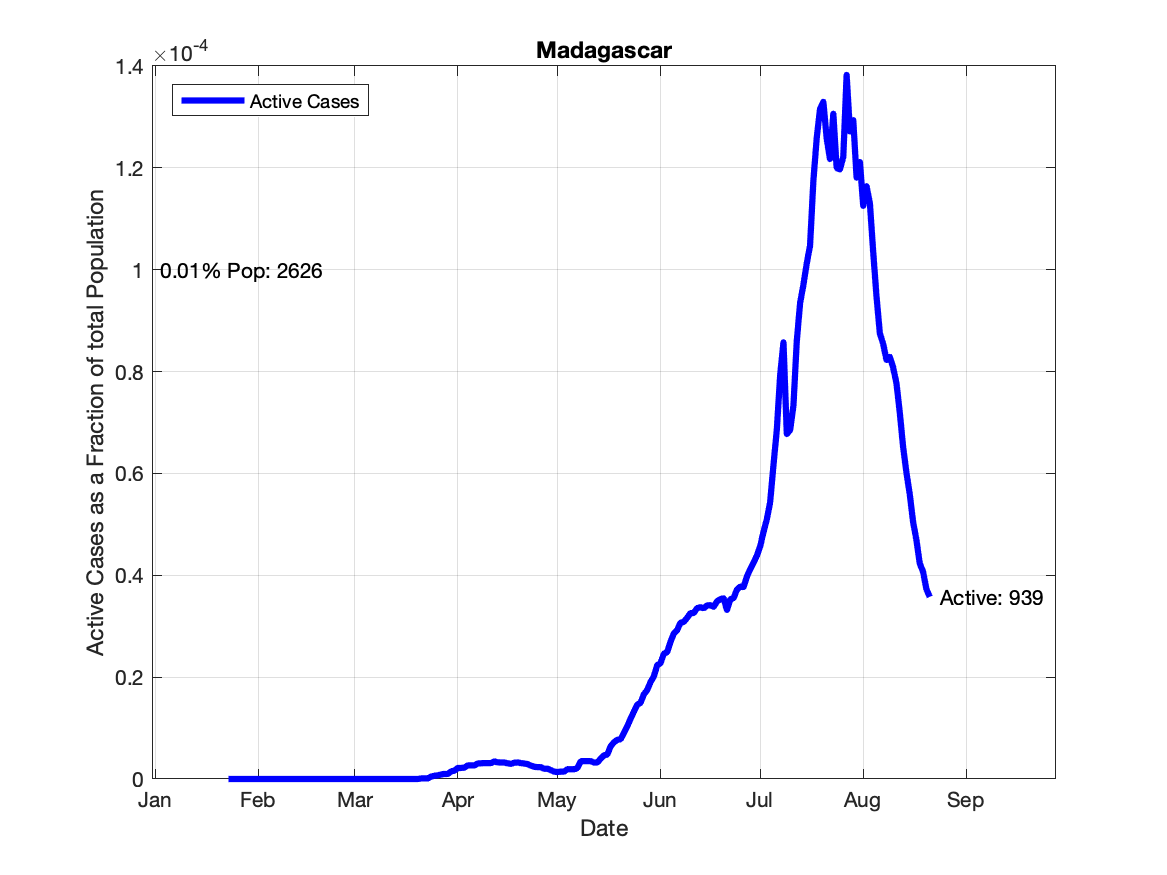 Madagascar
×10-4
1.4
1.2
1
0.8
0.6
0.4
0.2
0
Active Cases
0.01% Pop: 2626
Active: 939
Active Cases as a Fraction of total Population
Jan Feb Mar Apr May Jun Jul Aug Sep
Date